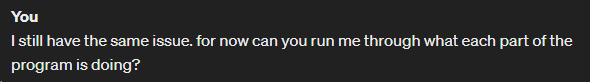 You
I still have the same issue. for now can you run me through what each part of the
program is doing?